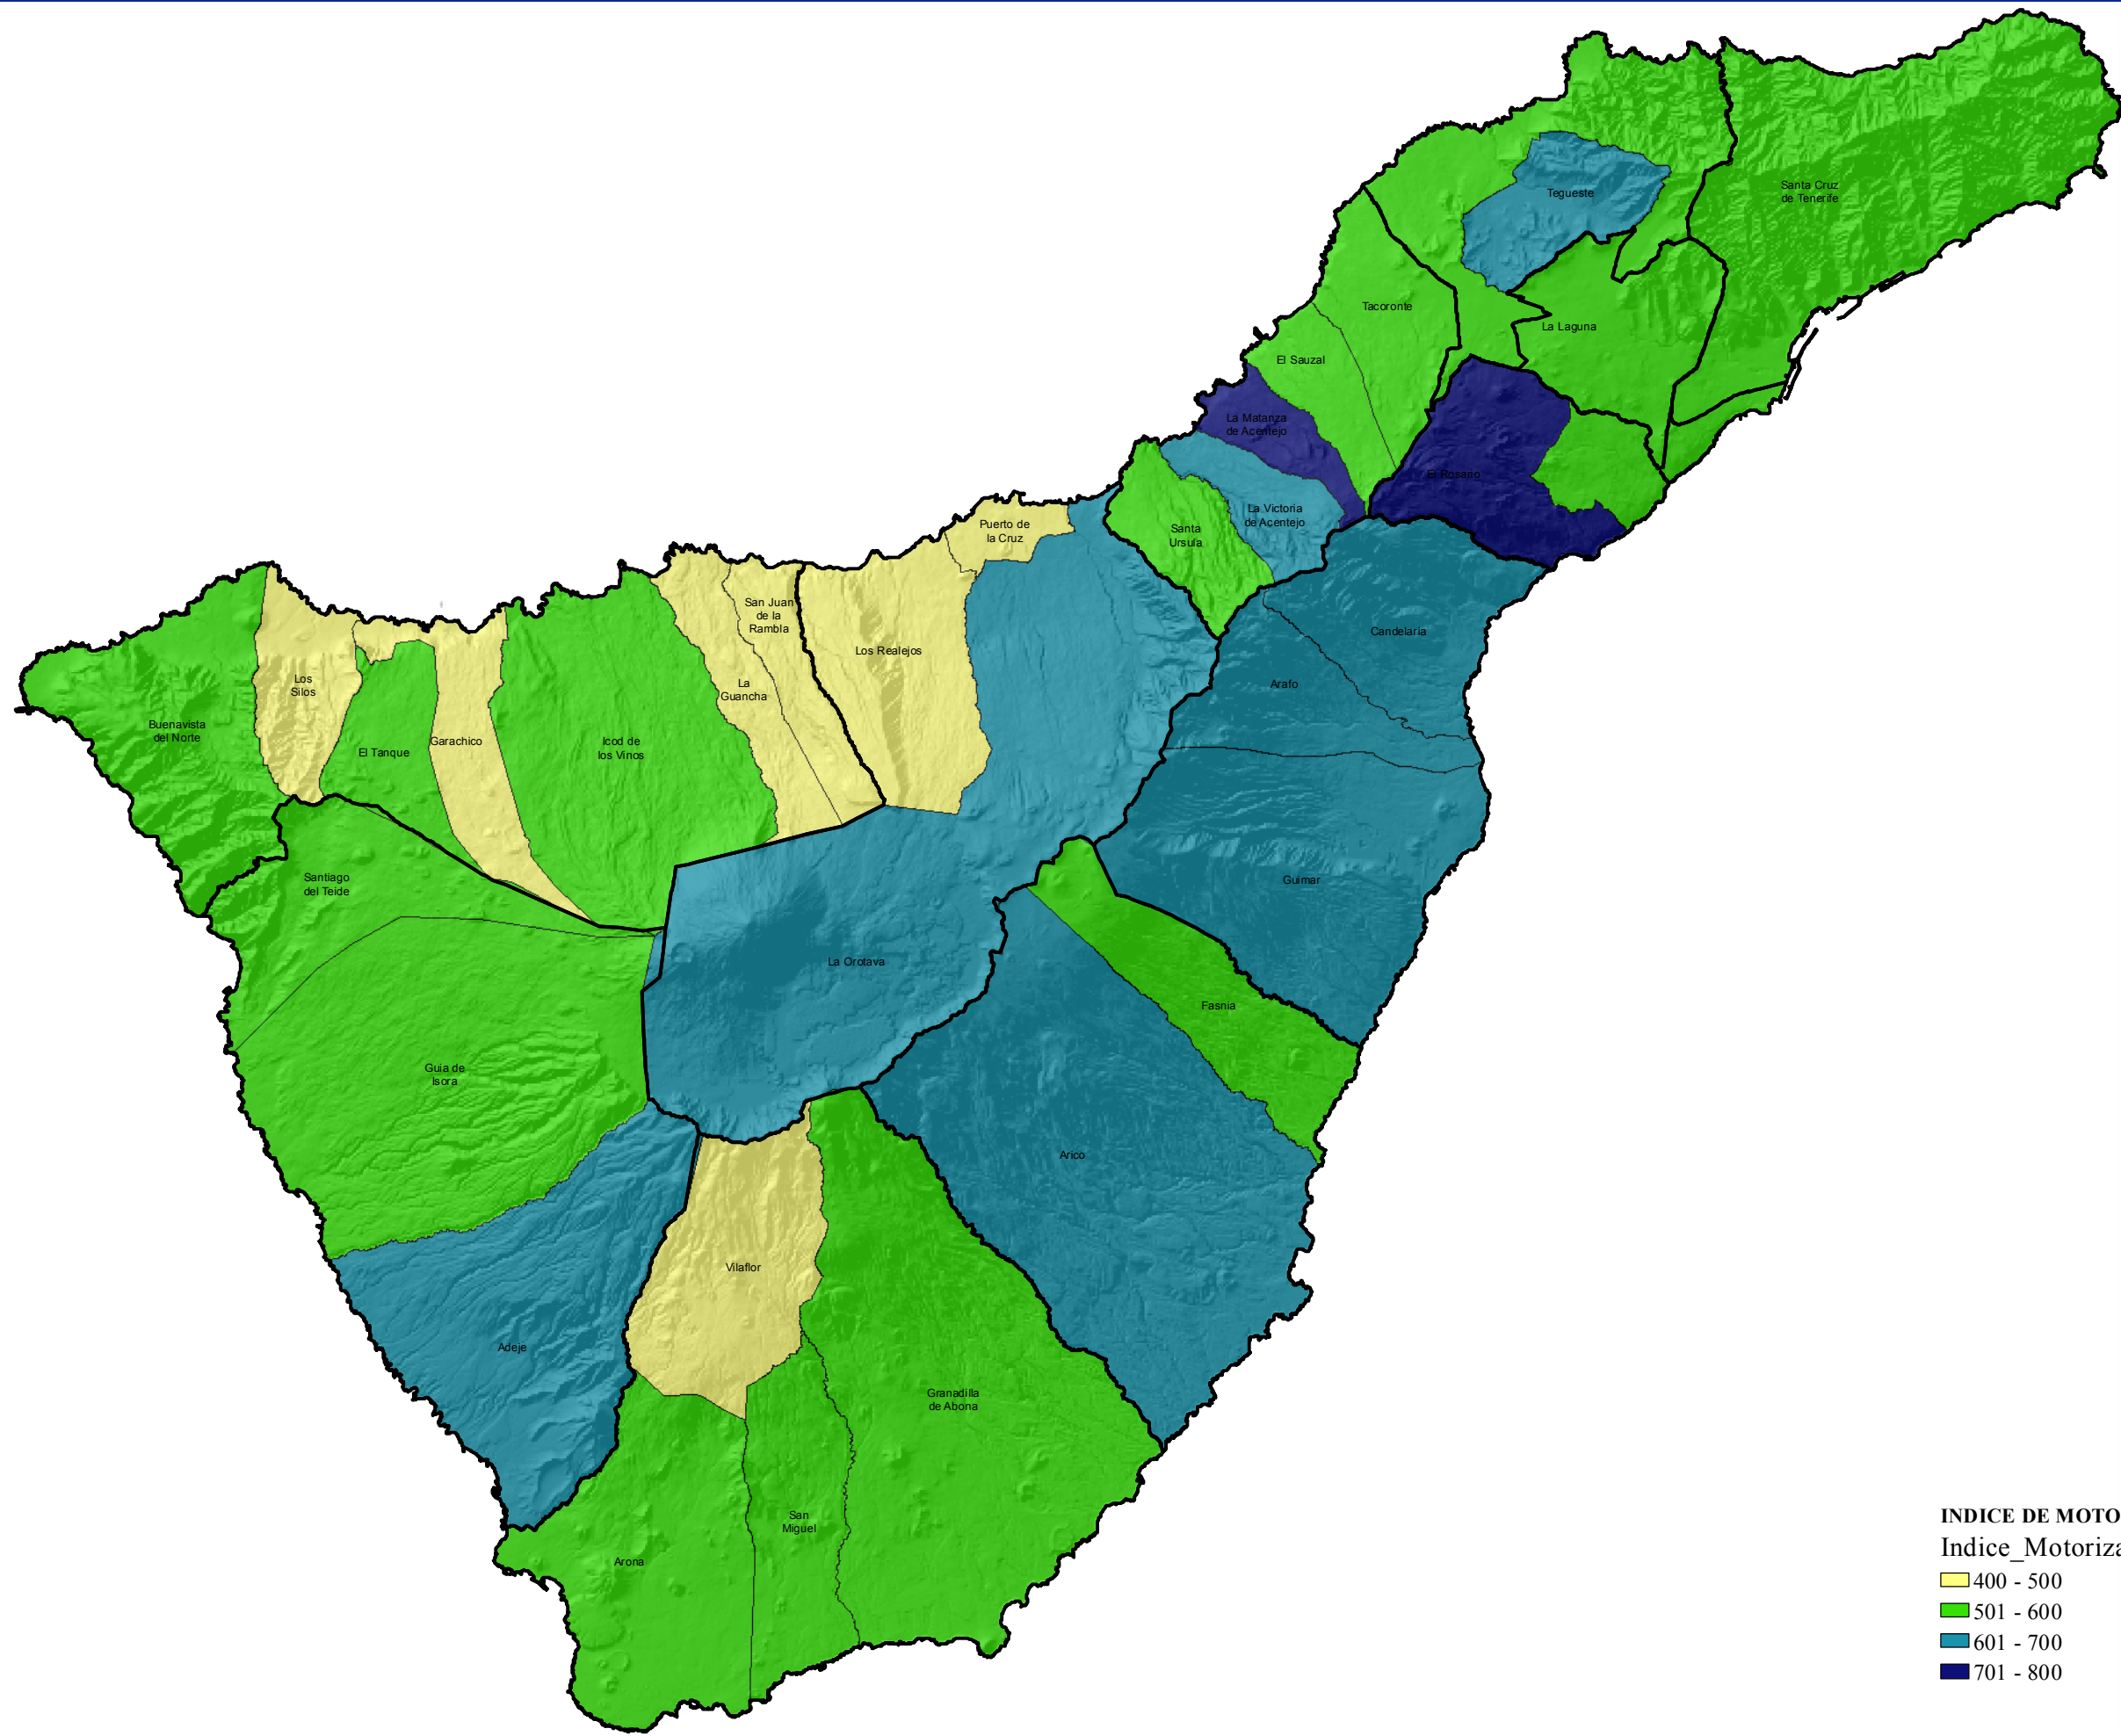 Santa Cruz
de Tenerife
Tegueste
Tacoronte
La Laguna
El Sauzal
La Matanza
de Acentejo
El Rosario
La Victoria
de Acentejo
Santa
Ursula
Puerto de
la Cruz
San Juan
de la
Rambla
Los Realejos
Candelaria
Arafo
La
Guancha
Los
Silos
Buenavista
del Norte
El Tanque
Garachico
Icod de
los Vinos
Santiago
del Teide
Guimar
La Orotava
Fasnia
Guia de
Isora
Arico
Vilaflor
Adeje
Granadilla
de Abona
San
Miguel
Arona
INDICE DE MOTO
Indice_Motoriza
400 - 500
501 - 600
601 - 700
701 - 800